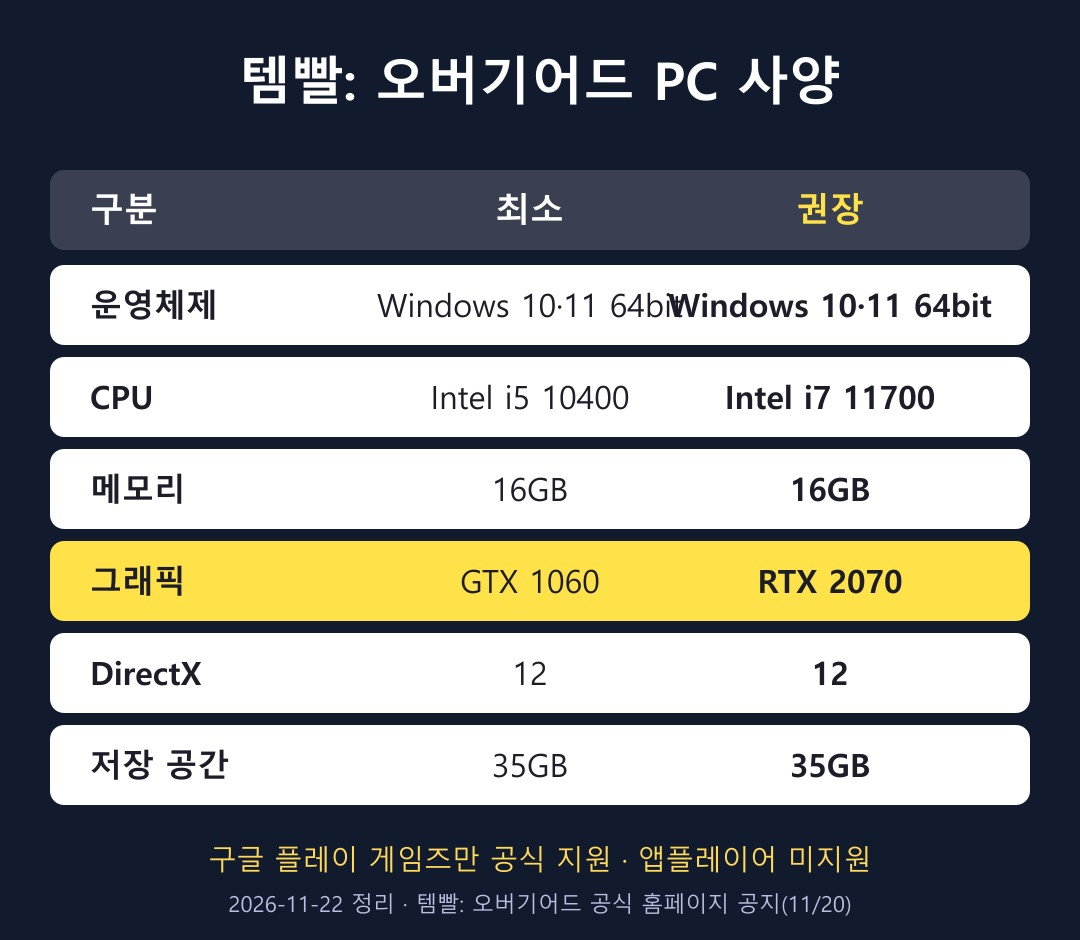 템빨: 오버기어드 PC 사양
구분 최소 권장
운영체제 Windows 10·11 64bit Windows 10·11 64bit
CPU Intel i5 10400 Intel i7 11700
메모리 16GB 16GB
그래픽 GTX 1060 RTX 2070
DirectX 12 12
저장 공간 35GB 35GB
구글 플레이 게임즈만 공식 지원 · 앱플레이어 미지원
2026-11-22 정리 · 템빨: 오버기어드 공식 홈페이지 공지(11/20)